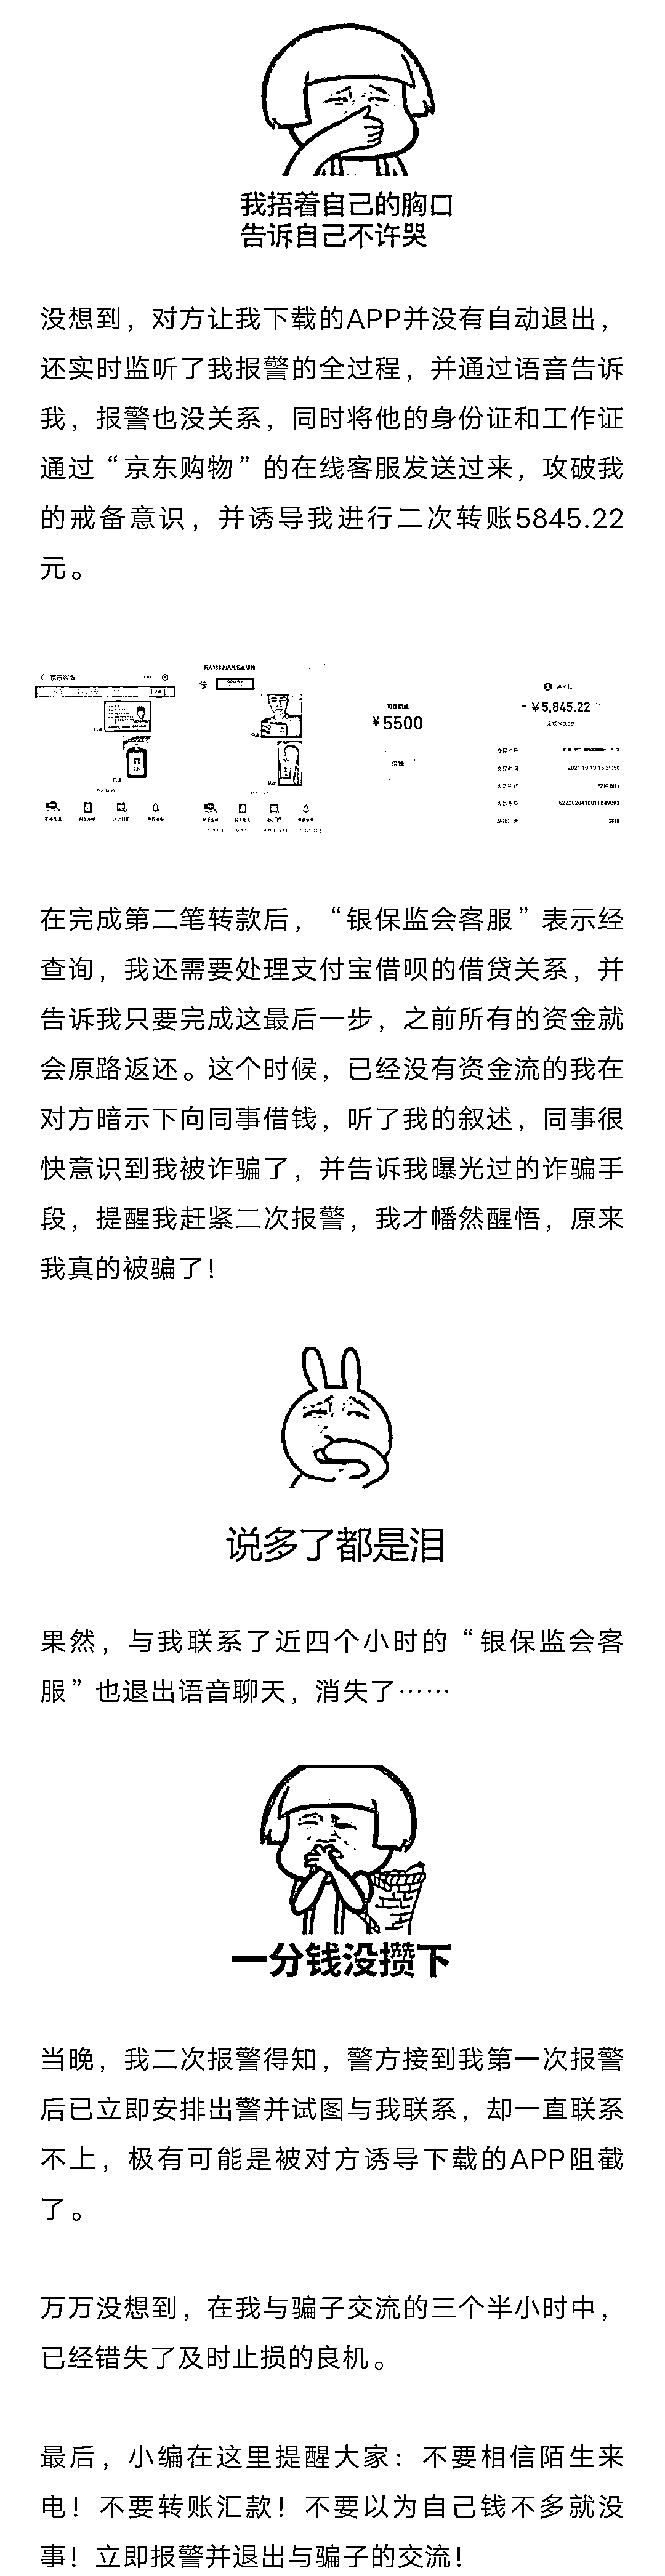 我捂着自己的胸口
告诉自己不许哭
没想到，对方让我下载的APP并没有自动退出，
还实时监听了我报警的全过程，并通过语音告诉
我，报警也没关系，同时将他的身份证和工作证
通过“京东购物”的在线客服发送过来，攻破我
的戒备意识，并诱导我进行二次转账5845.22
元。
京东客服
¥5500
借钱
-¥5,845.22
交易时间
2021-10-19 13:29:50
交通银行
转账
在完成第二笔转款后，“银保监会客服”表示经
查询，我还需要处理支付宝借呗的借贷关系，并
告诉我只要完成这最后一步，之前所有的资金就
会原路返还。这个时候，已经没有资金流的我在
对方暗示下向同事借钱，听了我的叙述，同事很
快意识到我被诈骗了，并告诉我曝光过的诈骗手
段，提醒我赶紧二次报警，我才幡然醒悟，原来
我真的被骗了!
说多了都是泪
果然，与我联系了近四个小时的“银保监会客
服”也退出语音聊天，消失了……
一分钱没攒下
当晚，我二次报警得知，警方接到我第一次报警
后已立即安排出警并试图与我联系，却一直联系
不上，极有可能是被对方诱导下载的APP阻截
了。
万万没想到，在我与骗子交流的三个半小时中，
已经错失了及时止损的良机。
最后，小编在这里提醒大家：不要相信陌生来
电！不要转账汇款！不要以为自己钱不多就没
事！立即报警并退出与骗子的交流!